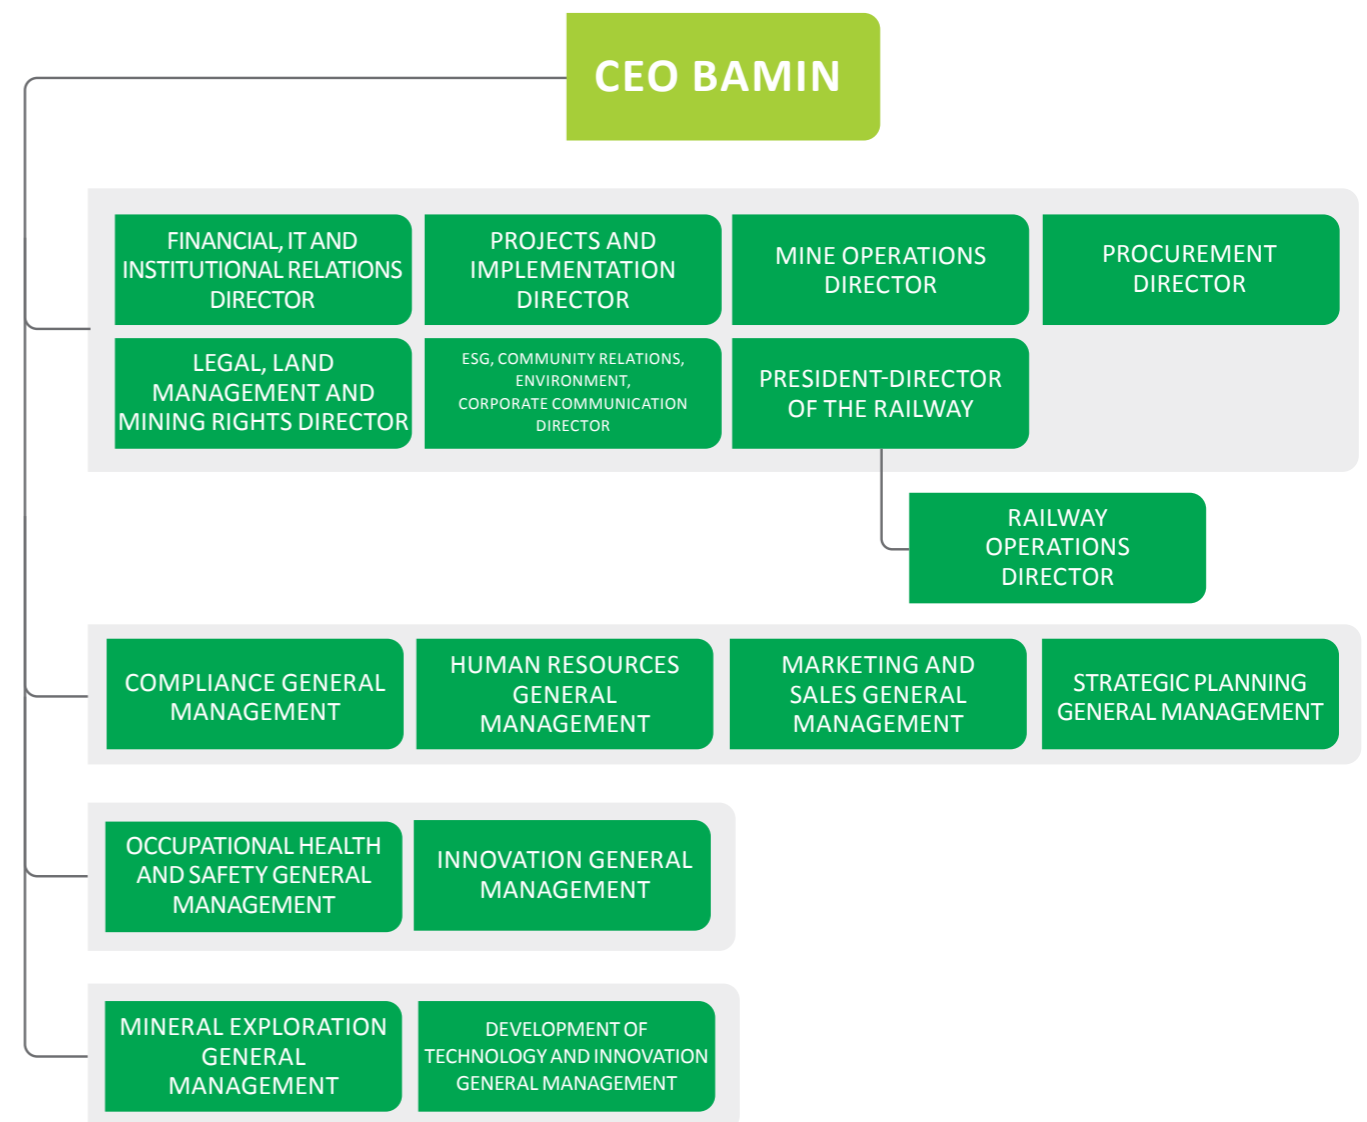 CEO BAMIN
FINANCIAL, IT AND
INSTITUTIONAL RELATIONS
DIRECTOR
PROJECTS AND
IMPLEMENTATION
DIRECTOR
MINE OPERATIONS
DIRECTOR
PROCUREMENT
DIRECTOR
LEGAL, LAND
MANAGEMENT AND
MINING RIGHTS DIRECTOR
ESG, COMMUNITY RELATIONS,
ENVIRONMENT,
CORPORATE COMMUNICATION
DIRECTOR
PRESIDENT-DIRECTOR
OF THE RAILWAY
RAILWAY
OPERATIONS
DIRECTOR
COMPLIANCE GENERAL
MANAGEMENT
HUMAN RESOURCES
GENERAL
MANAGEMENT
MARKETING AND
SALES GENERAL
MANAGEMENT
STRATEGIC PLANNING
GENERAL MANAGEMENT
OCCUPATIONAL HEALTH
AND SAFETY GENERAL
MANAGEMENT
INNOVATION GENERAL
MANAGEMENT
MINERAL EXPLORATION
GENERAL
MANAGEMENT
DEVELOPMENT OF
TECHNOLOGY AND INNOVATION
GENERAL MANAGEMENT